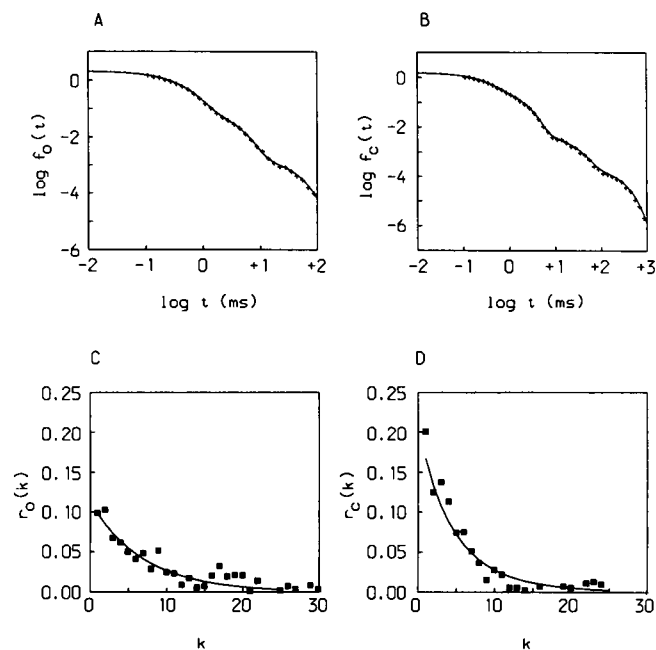 A
B
0
-2
-4
-6
log f_o(t)
-2 -1 0 +1 +2
log t (ms)
0
-2
-4
-6
log f_c(t)
-2 -1 0 +1 +2 +3
log t (ms)
C
D
0.25
0.20
0.15
0.10
0.05
0.00
r_o(k)
0 10 20 30
k
0.25
0.20
0.15
0.10
0.05
0.00
r_c(k)
0 10 20 30
k